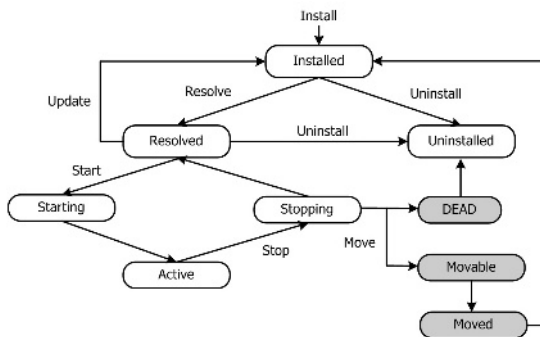 Install
Installed
Update
Resolve
Uninstall
Resolved
Uninstall
Uninstalled
Start
Starting
Stopping
DEAD
Stop
Move
Active
Movable
Moved